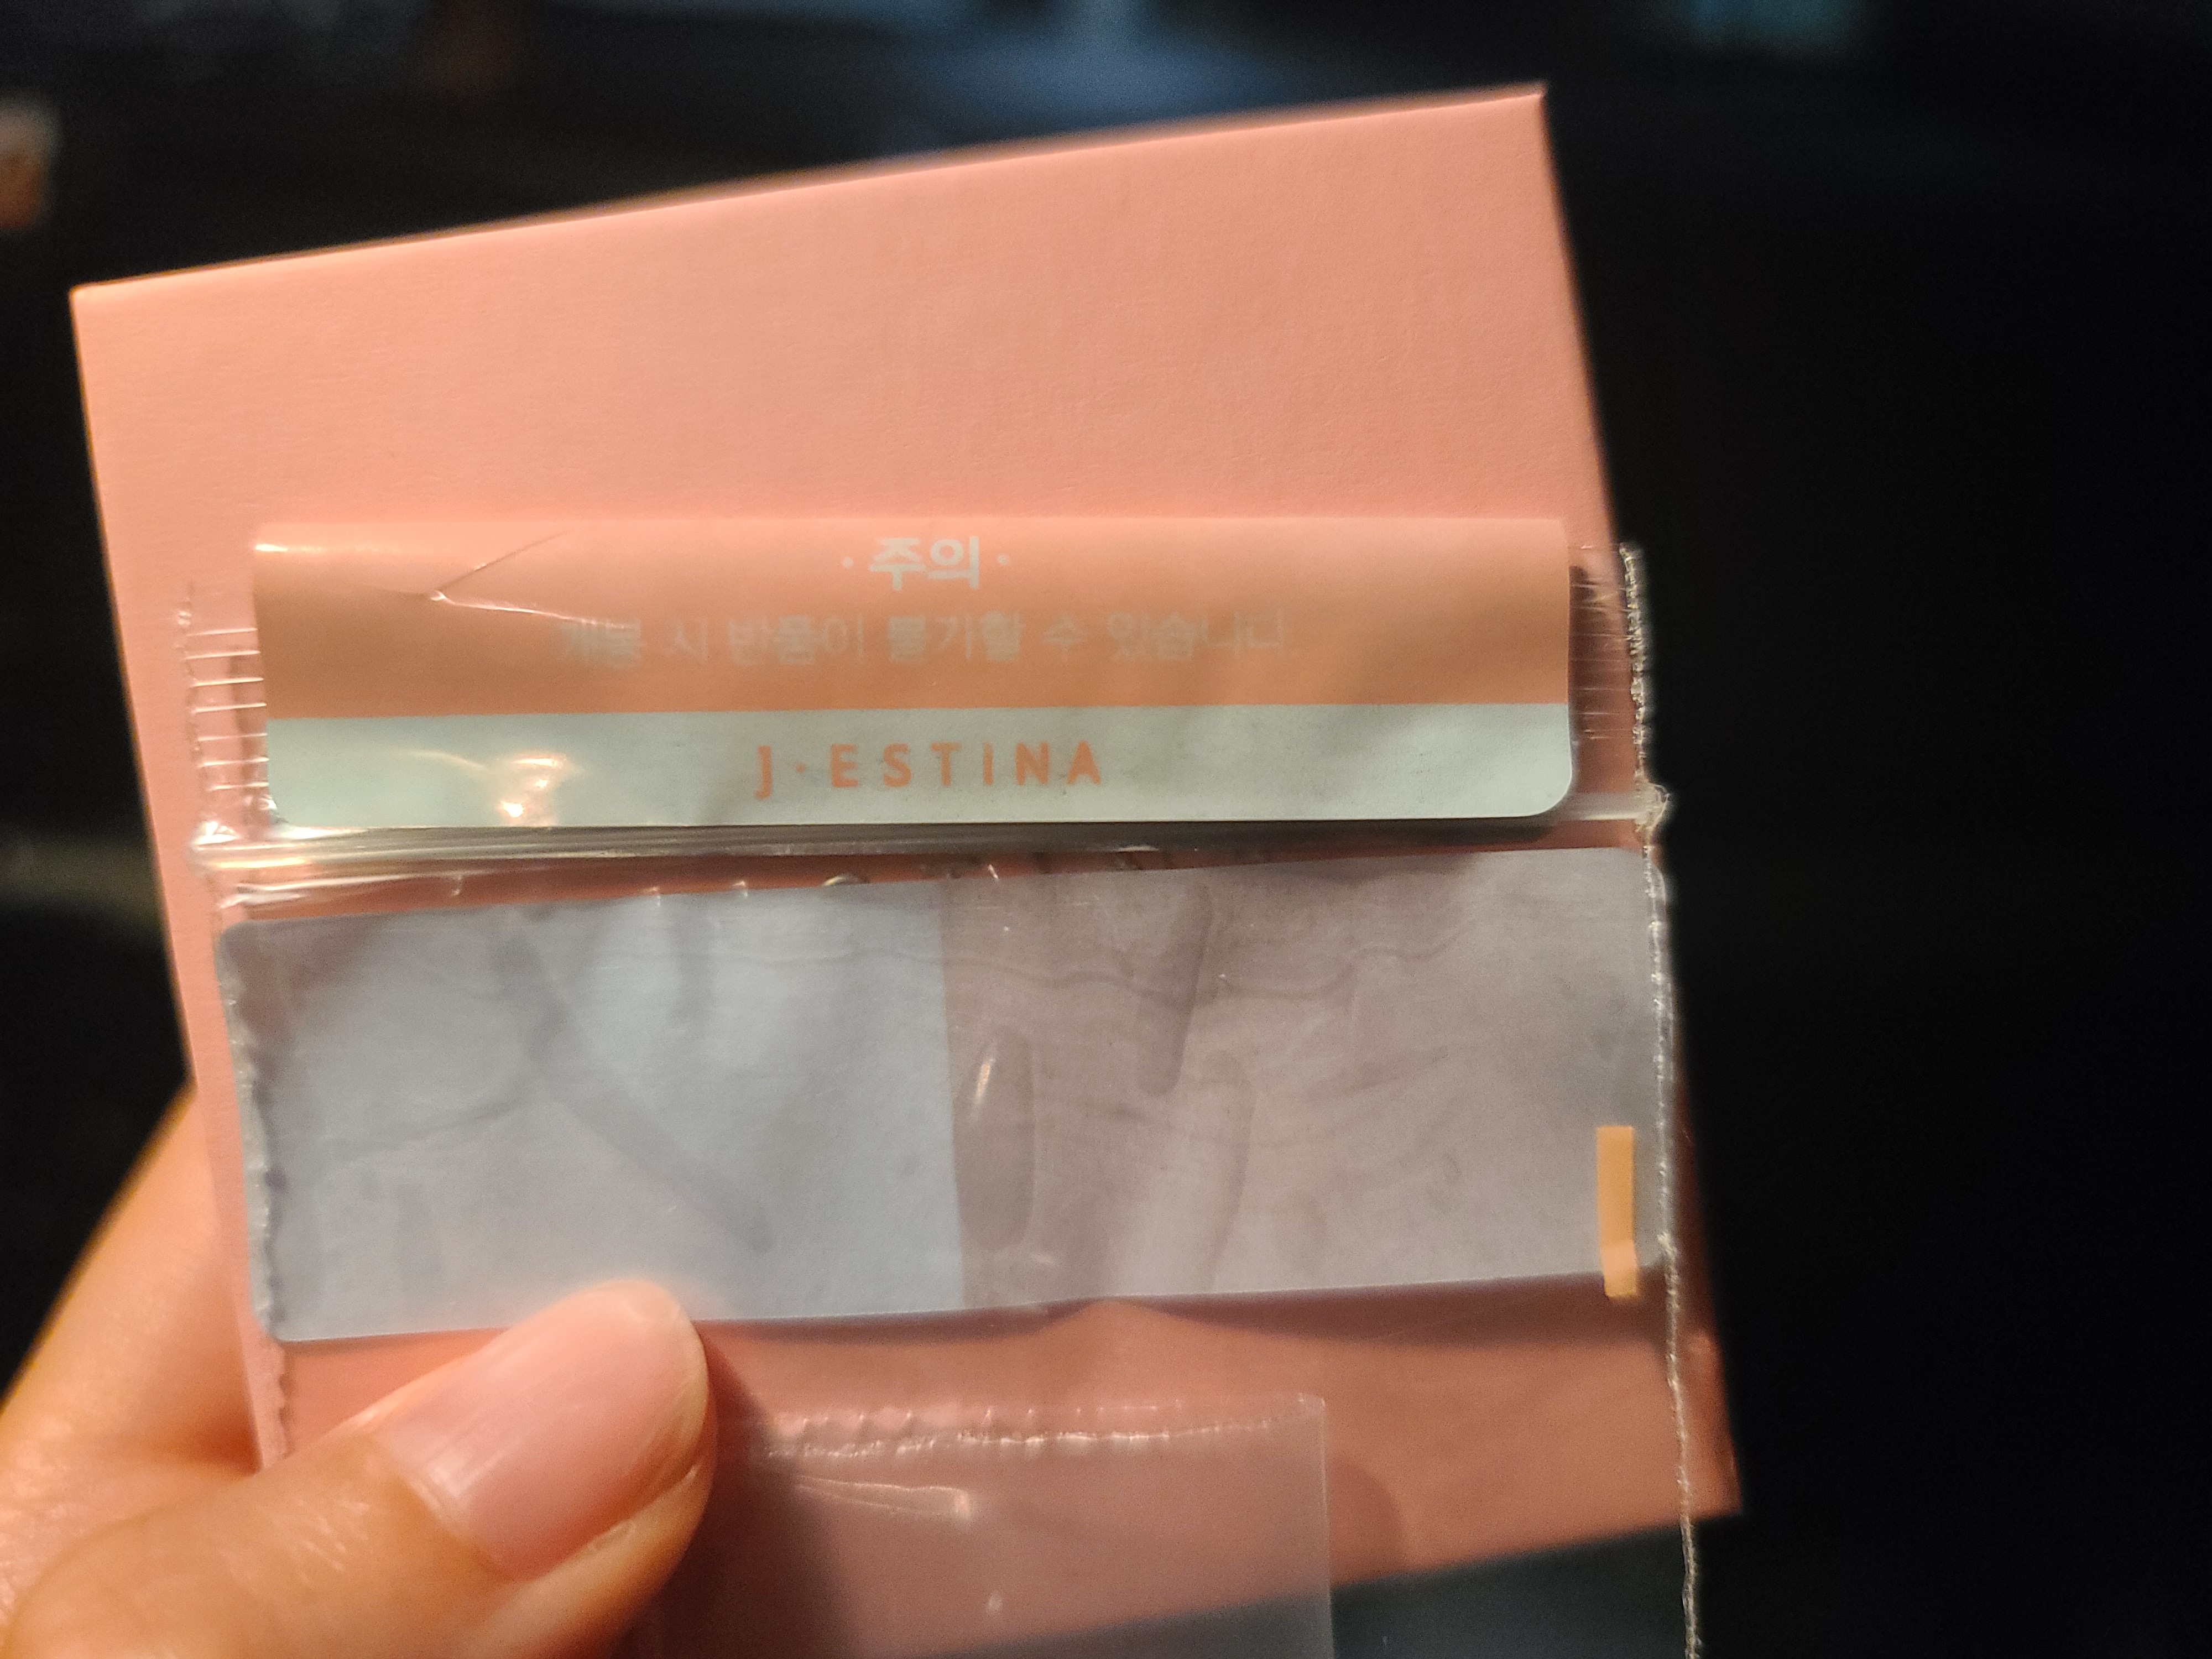 · 주의 ·
개봉 시 반품이 불가할 수 있습니다
J·ESTINA